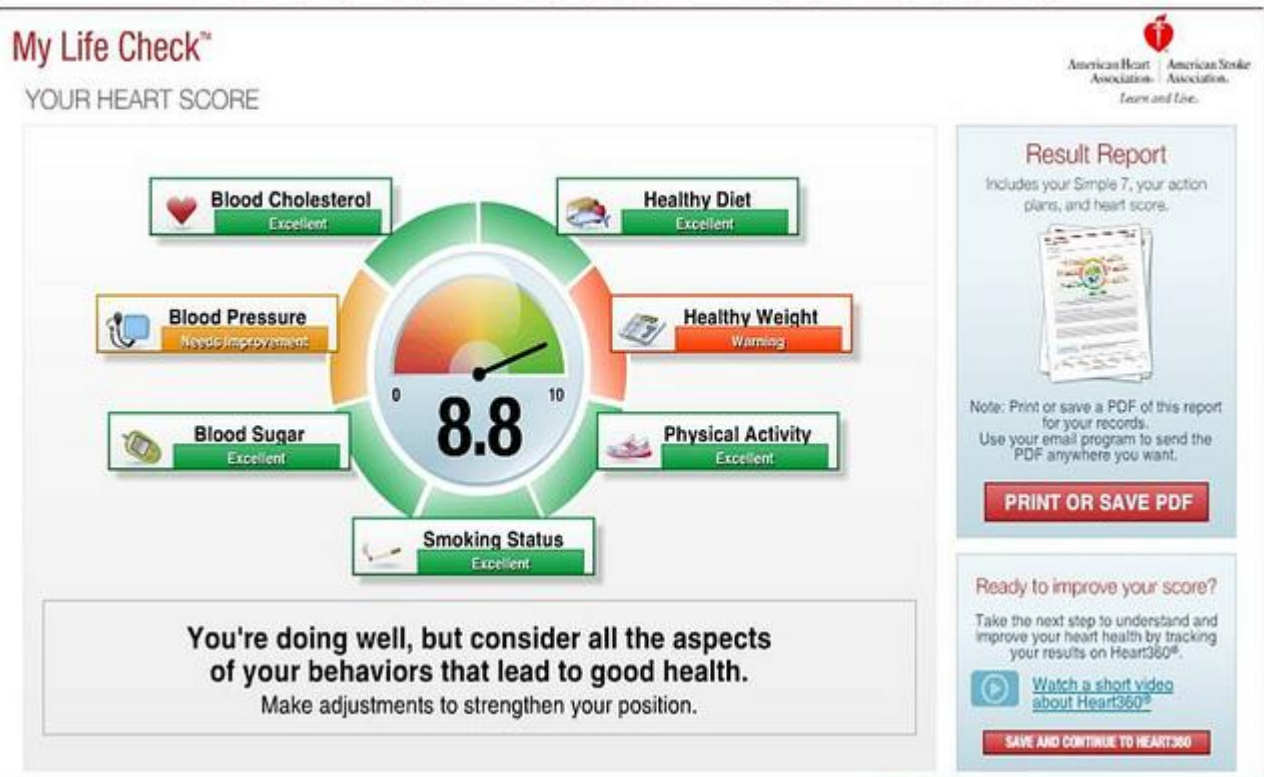 My Life Check™
YOUR HEART SCORE
American Heart Association®
American Stroke Association®
Learn and Live®
Blood Cholesterol
Excellent
Healthy Diet
Excellent
Blood Pressure
Needs Improvement
Healthy Weight
Warning
0
10
8.8
Blood Sugar
Excellent
Physical Activity
Excellent
Smoking Status
Excellent
You're doing well, but consider all the aspects
of your behaviors that lead to good health.
Make adjustments to strengthen your position.
Result Report
Includes your Simple 7, your action
plans, and heart score.
Note: Print or save a PDF of this report
for your records.
Use your email program to send the
PDF anywhere you want.
PRINT OR SAVE PDF
Ready to improve your score?
Take the next step to understand and
improve your heart health by tracking
your results on Heart360®.
Watch a short video
about Heart360®
SAVE AND CONTINUE TO HEART360